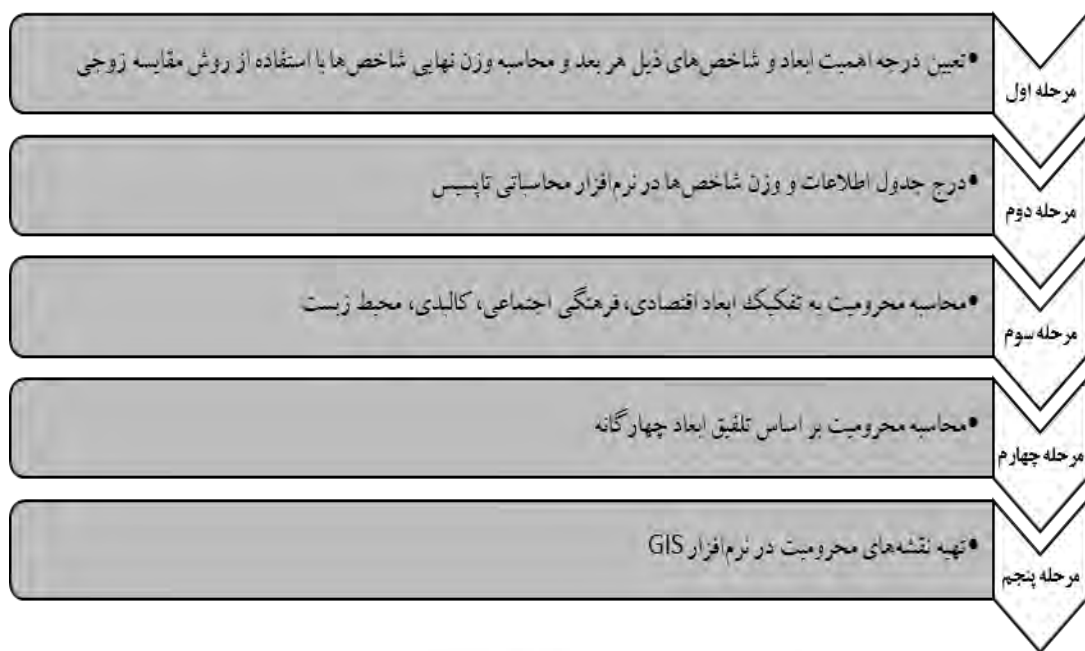 مرحله اول
•تعیین درجه اهمیت ابعاد و شاخص‌های ذیل هر بعد و محاسبه وزن نهایی شاخص‌ها با استفاده از روش مقایسه زوجی
مرحله دوم
•درج جدول اطلاعات و وزن شاخص‌ها در نرم‌افزار محاسباتی تاپسیس
مرحله سوم
•محاسبه محرومیت به تفکیک ابعاد اقتصادی، فرهنگی اجتماعی، کالبدی، محیط زیست
مرحله چهارم
•محاسبه محرومیت بر اساس تلفیق ابعاد چهارگانه
مرحله پنجم
•تهیه نقشه‌های محرومیت در نرم‌افزار GIS